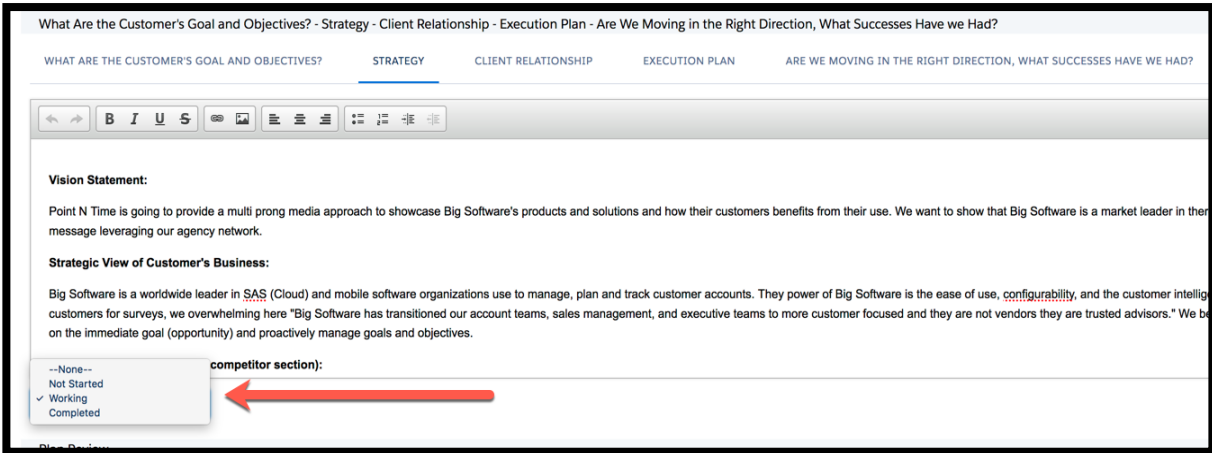 What Are the Customer's Goal and Objectives? - Strategy - Client Relationship - Execution Plan - Are We Moving in the Right Direction, What Successes Have we Had?
WHAT ARE THE CUSTOMER'S GOAL AND OBJECTIVES? STRATEGY CLIENT RELATIONSHIP EXECUTION PLAN ARE WE MOVING IN THE RIGHT DIRECTION, WHAT SUCCESSES HAVE WE HAD?
B I U S
Vision Statement:
Point N Time is going to provide a multi prong media approach to showcase Big Software's products and solutions and how their customers benefits from their use. We want to show that Big Software is a market leader in ther
message leveraging our agency network.
Strategic View of Customer's Business:
Big Software is a worldwide leader in SAS (Cloud) and mobile software organizations use to manage, plan and track customer accounts. They power of Big Software is the ease of use, configurability, and the customer intellige
customers for surveys, we overwhelming here "Big Software has transitioned our account teams, sales management, and executive teams to more customer focused and they are not vendors they are trusted advisors." We be
on the immediate goal (opportunity) and proactively manage goals and objectives.
competitor section):
--None--
Not Started
✓ Working
Completed
Plan Review